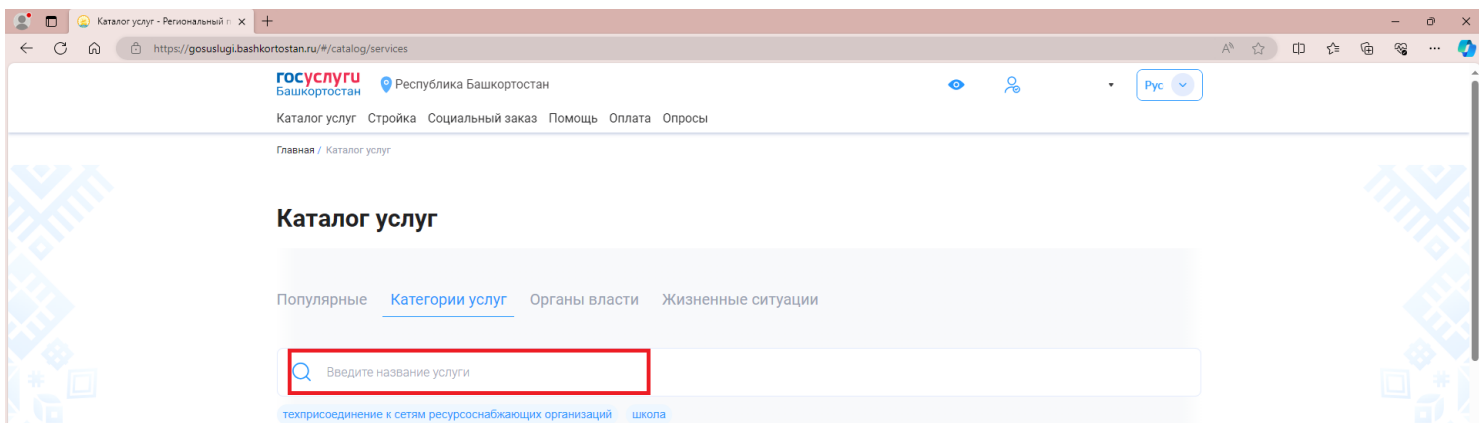 Каталог услуг - Региональный п
https://gosuslugi.bashkortostan.ru/#/catalog/services
госуслуги
Башкортостан
Республика Башкортостан
Рус
Каталог услуг Стройка Социальный заказ Помощь Оплата Опросы
Главная / Каталог услуг
Каталог услуг
Популярные Категории услуг Органы власти Жизненные ситуации
Введите название услуги
техприсоединение к сетям ресурсоснабжающих организаций школа